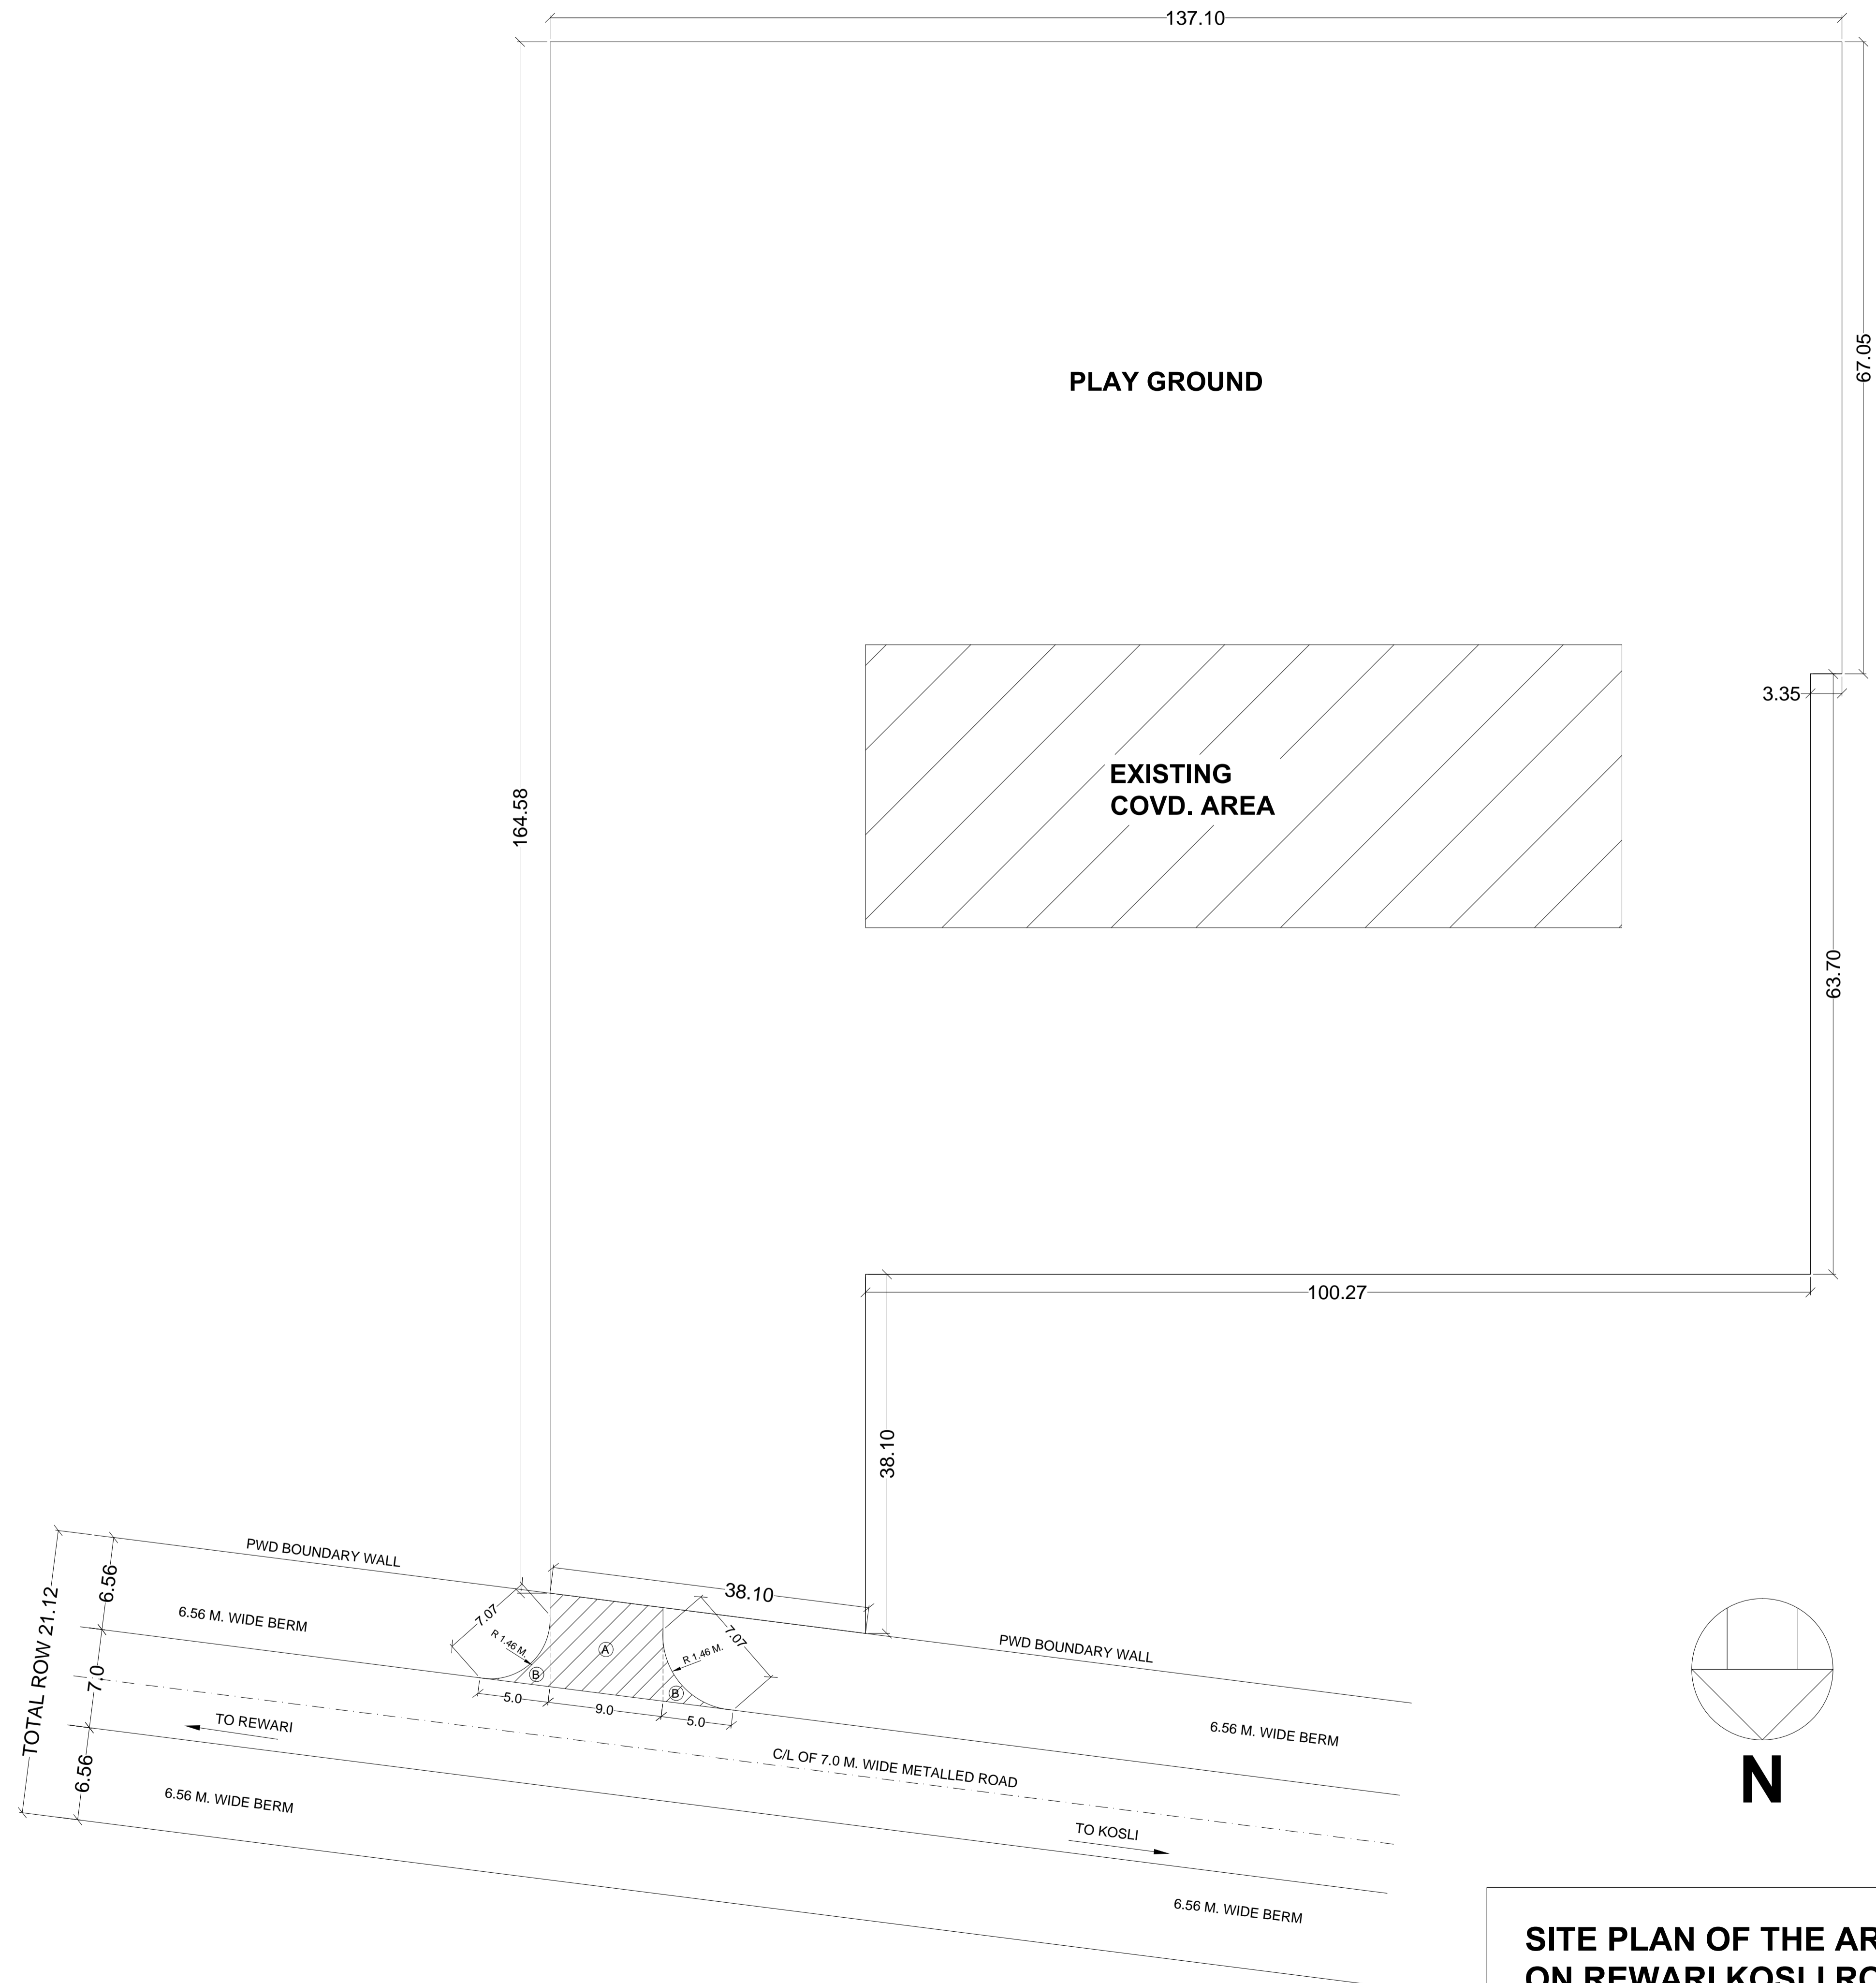 137.10
67.05
PLAY GROUND
3.35
EXISTING
COVD. AREA
164.58
63.70
100.27
38.10
PWD BOUNDARY WALL
6.56
38.10
TOTAL ROW 21.12
6.56 M. WIDE BERM
7.07
R 1.46 M.
A
7.07
R 1.46 M.
PWD BOUNDARY WALL
B
B
7.0
5.0
9.0
5.0
TO REWARI
6.56 M. WIDE BERM
C/L OF 7.0 M. WIDE METALLED ROAD
6.56
6.56 M. WIDE BERM
N
TO KOSLI
6.56 M. WIDE BERM
SITE PLAN OF THE AR
ON REWARI KOSLI RO